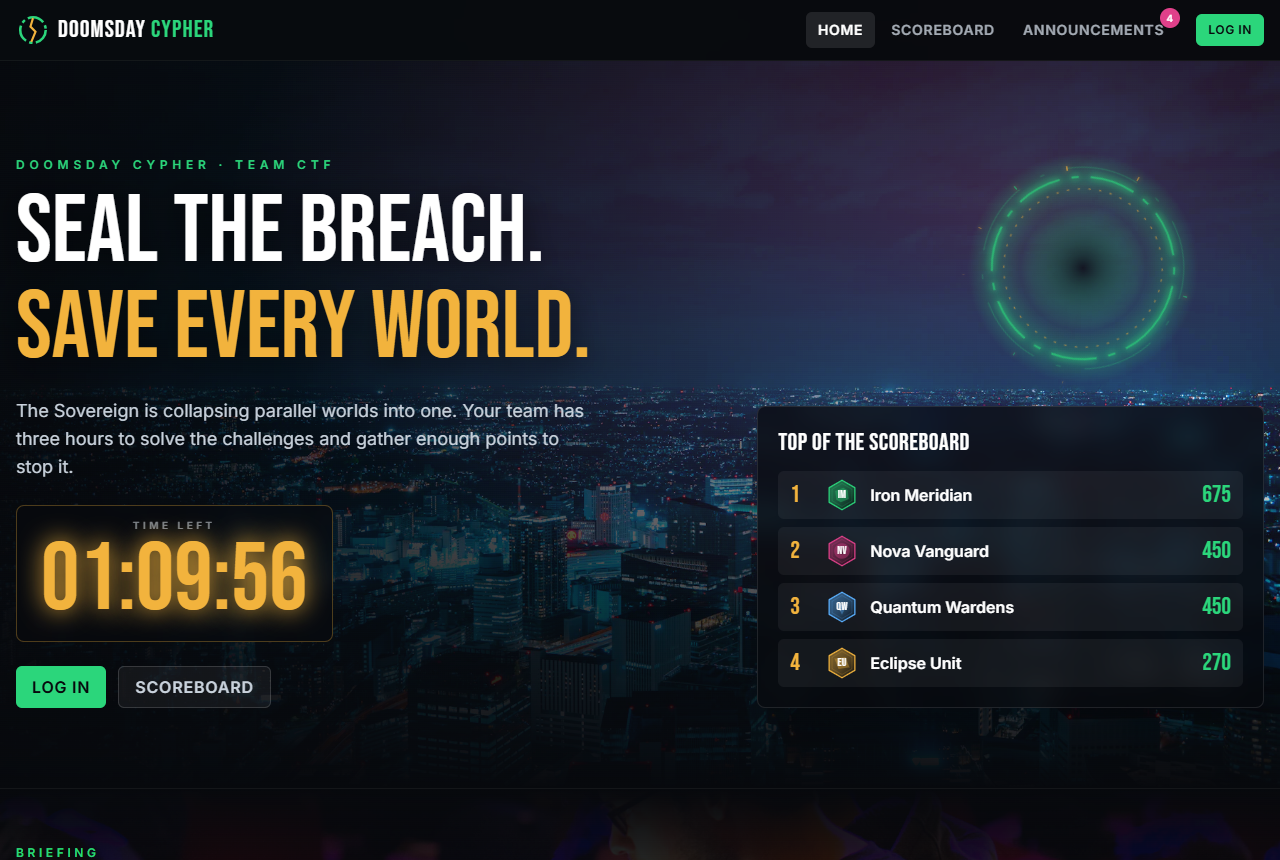 DOOMSDAY CYPHER
HOME
SCOREBOARD
ANNOUNCEMENTS
4
LOG IN
DOOMSDAY CYPHER · TEAM CTF
SEAL THE BREACH.
SAVE EVERY WORLD.
The Sovereign is collapsing parallel worlds into one. Your team has
three hours to solve the challenges and gather enough points to
stop it.
TIME LEFT
01:09:56
LOG IN
SCOREBOARD
TOP OF THE SCOREBOARD
1 IM Iron Meridian 675
2 NV Nova Vanguard 450
3 QW Quantum Wardens 450
4 EU Eclipse Unit 270
BRIEFING